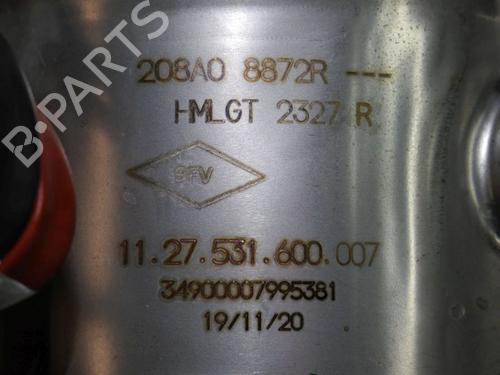 208A0 8872R ---
HMLGT 2327 R
SFV
11.27.531.600.007
34900007995381
19/11/20
B-PARTS